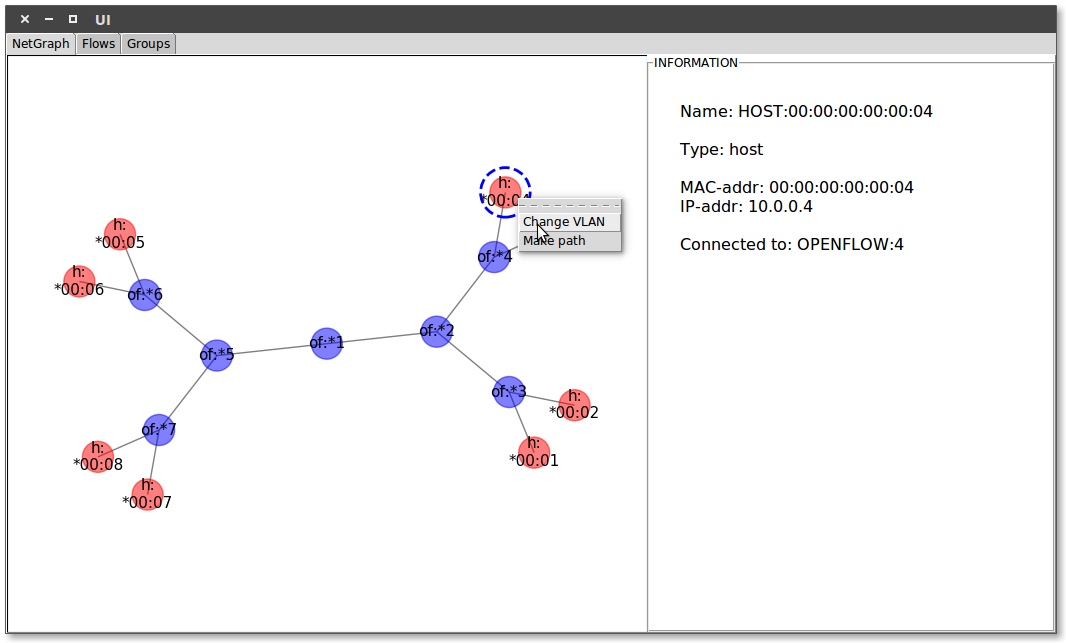 UI
NetGraph Flows Groups
INFORMATION
Name: HOST:00:00:00:00:00:04
Type: host
MAC-addr: 00:00:00:00:00:04
IP-addr: 10.0.0.4
Connected to: OPENFLOW:4
h:
*00:04
Change VLAN
Make path
h:
*00:05
h:
*00:06
of:*6
of:*4
of:*5
of:*1
of:*2
of:*3
h:
*00:02
of:*7
h:
*00:08
h:
*00:01
h:
*00:07